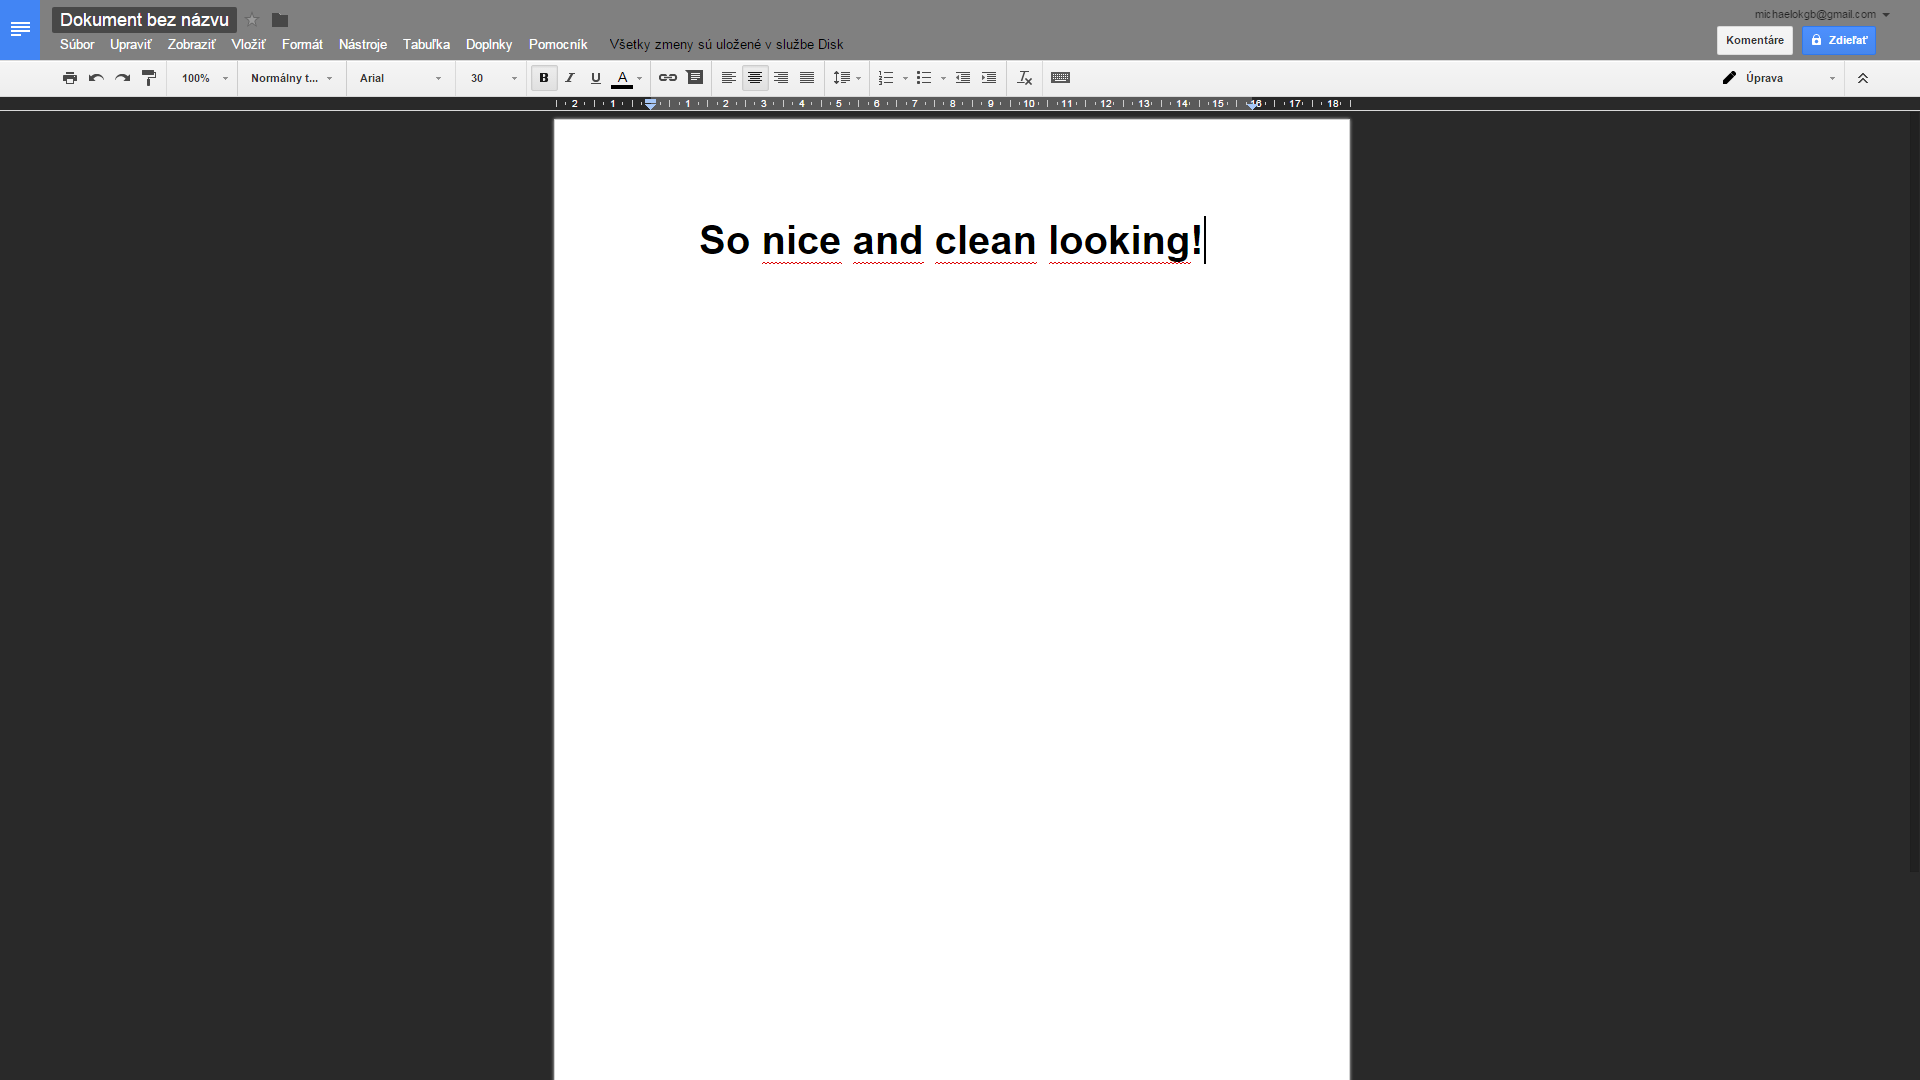 Dokument bez názvu
michaelokgb@gmail.com
Súbor Upraviť Zobraziť Vložiť Formát Nástroje Tabuľka Doplnky Pomocník Všetky zmeny sú uložené v službe Disk
Komentáre Zdieľať
100% Normálny t... Arial 30 B I U A Úprava
2 1 1 2 3 4 5 6 7 8 9 10 11 12 13 14 15 16 17 18
So nice and clean looking!